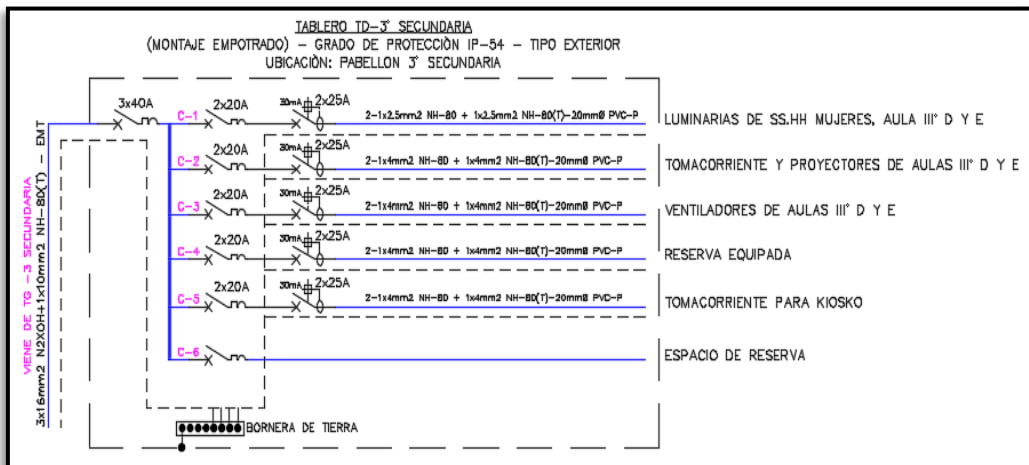 TABLERO TD-3° SECUNDARIA
(MONTAJE EMPOTRADO) - GRADO DE PROTECCIÒN IP-54 - TIPO EXTERIOR
UBICACIÒN: PABELLON 3° SECUNDARIA
VIENE DE TG -3 SECUNDARIA
3x16mm2 N2XOH+1x10mm2 NH-80(T) - EMT
3x40A
C-1
2x20A
30mA
2x25A
2-1x2.5mm2 NH-80 + 1x2.5mm2 NH-80(T)-20mmØ PVC-P
LUMINARIAS DE SS.HH MUJERES, AULA III° D Y E
C-2
2x20A
30mA
2x25A
2-1x4mm2 NH-80 + 1x4mm2 NH-80(T)-20mmØ PVC-P
TOMACORRIENTE Y PROYECTORES DE AULAS III° D Y E
C-3
2x20A
30mA
2x25A
2-1x4mm2 NH-80 + 1x4mm2 NH-80(T)-20mmØ PVC-P
VENTILADORES DE AULAS III° D Y E
C-4
2x20A
30mA
2x25A
2-1x4mm2 NH-80 + 1x4mm2 NH-80(T)-20mmØ PVC-P
RESERVA EQUIPADA
C-5
2x20A
30mA
2x25A
2-1x4mm2 NH-80 + 1x4mm2 NH-80(T)-20mmØ PVC-P
TOMACORRIENTE PARA KIOSKO
C-6
ESPACIO DE RESERVA
BORNERA DE TIERRA